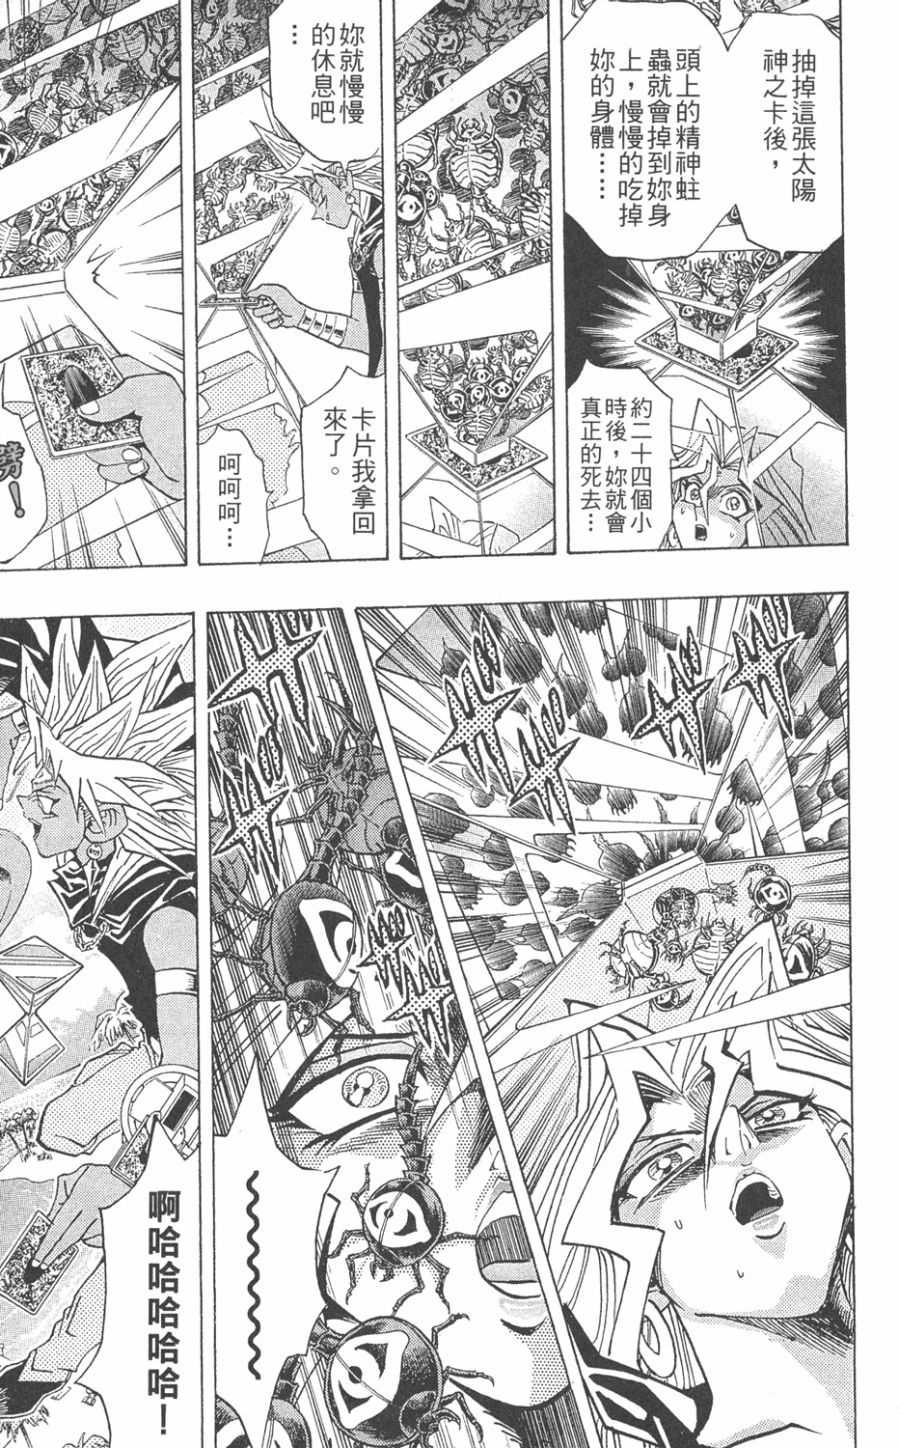 抽掉這張太陽
神之卡後，
頭上的精神蛀
蟲就會掉到妳身
上，慢慢的吃掉
妳的身體……
約二十四個小
時後，妳就會
真正的死去…
妳就慢慢
的休息吧
…
卡片我拿回
來了。
呵呵呵…
啊哈哈哈哈哈！